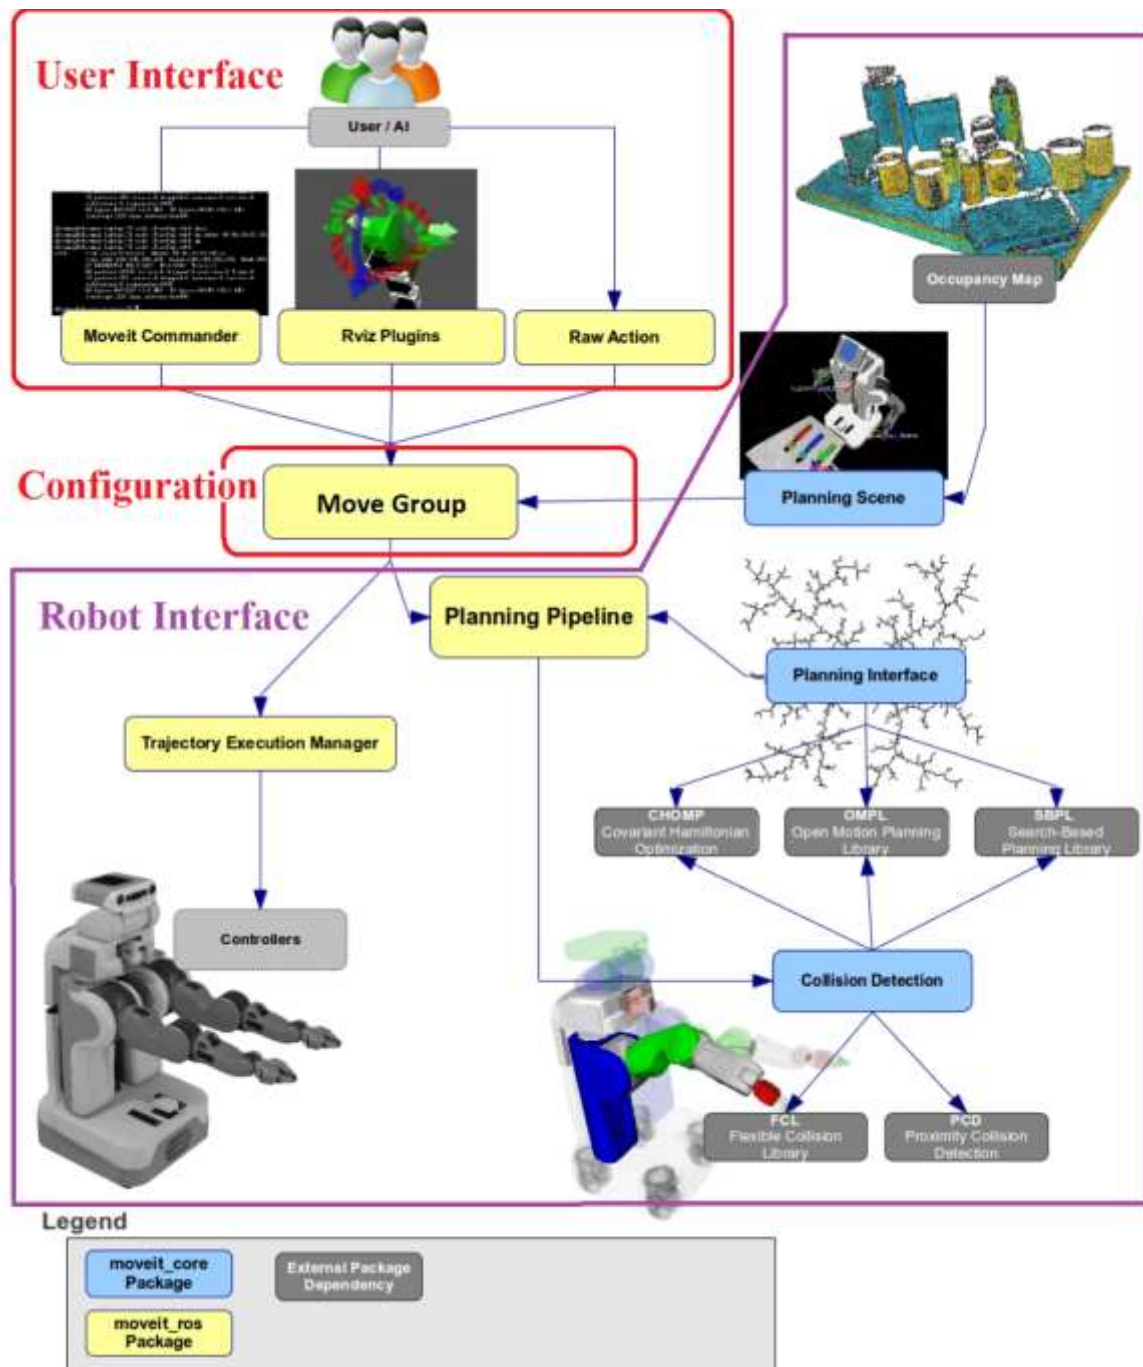 User Interface
User / AI
Moveit Commander
Rviz Plugins
Raw Action
Occupancy Map
Configuration
Move Group
Planning Scene
Robot Interface
Planning Pipeline
Planning Interface
Trajectory Execution Manager
CHOMP
Covariant Hamiltonian
Optimization
OMPL
Open Motion Planning
Library
SBPL
Search-Based
Planning Library
Controllers
Collision Detection
FCL
Flexible Collision
Library
PCD
Proximity Collision
Detection
Legend
moveit_core
Package
External Package
Dependency
moveit_ros
Package